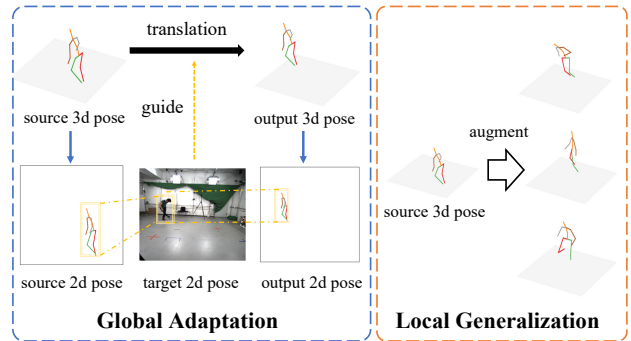 translation
source 3d pose
guide
output 3d pose
source 2d pose
target 2d pose
output 2d pose
Global Adaptation
augment
source 3d pose
Local Generalization